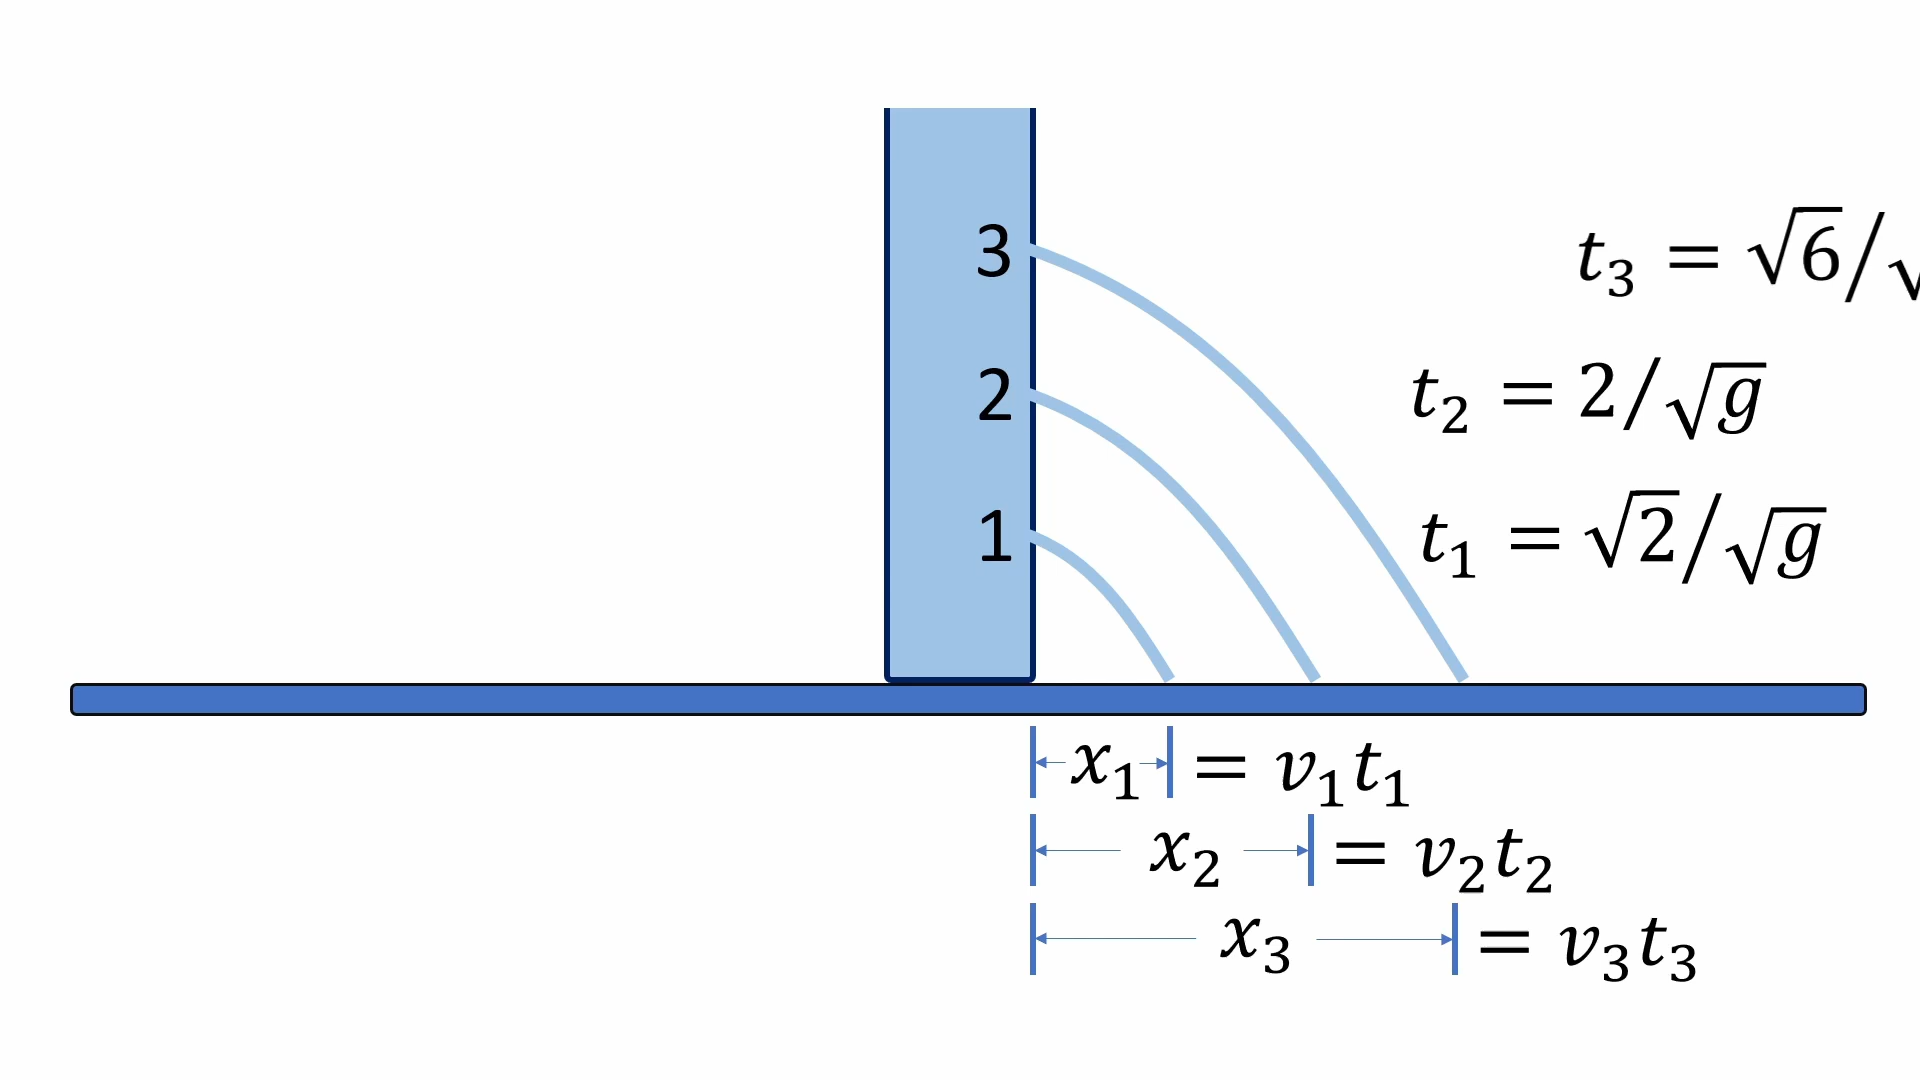 3
t₃ = √6/√
2
t₂ = 2/√g
1
t₁ = √2/√g
x₁ = v₁t₁
x₂ = v₂t₂
x₃ = v₃t₃